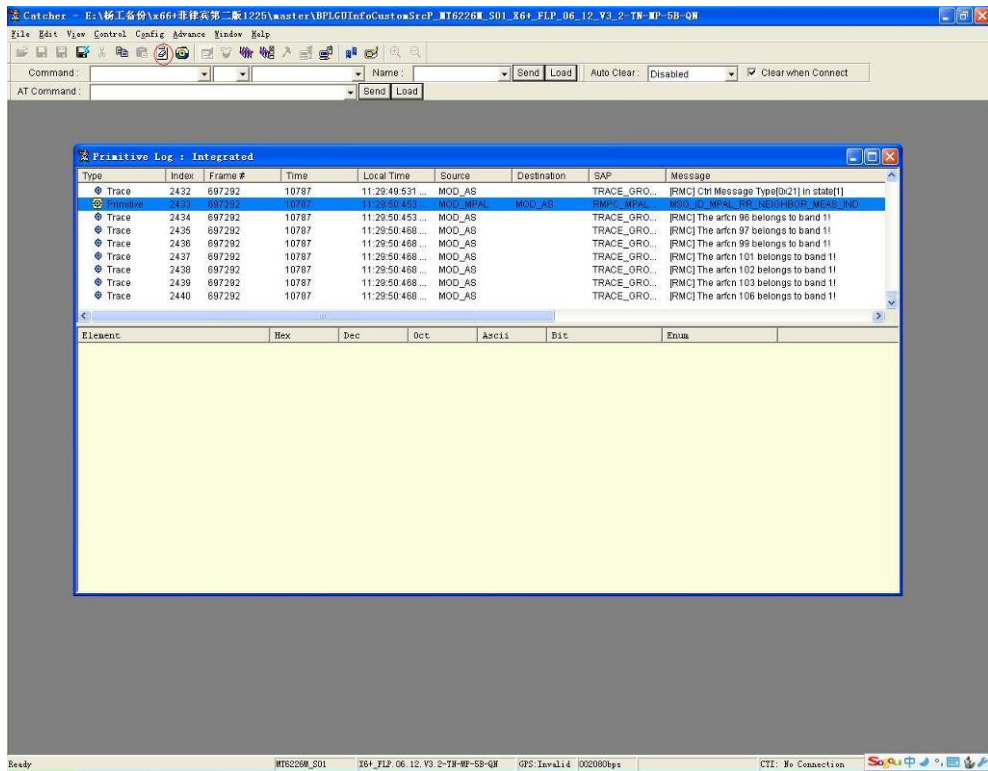 Catcher - E:\杨工备份\x66+菲律宾第二版1225\master\BPLGUInfoCustomSrcP_MT6226M_S01_X6+_FLP_06_12_V3_2-TN-WP-5B-QN
File Edit View Control Config Advance Window Help
Command: Name: Send Load Auto Clear: Disabled Clear when Connect
AT Command: Send Load
Primitive Log : Integrated
Type Index Frame # Time Local Time Source Destination SAP Message
Trace 2432 697292 10787 11:29:49:531 ... MOD_AS TRACE_GRO... [RMC] Ctrl Message Type[0x21] in state[1]
Primitive 2433 697292 10787 11:29:50:453 ... MOD_MPAL MOD_AS RMPC_MPAL... MSG_ID_MPAL_RR_NEIGHBOR_MEAS_IND
Trace 2434 697292 10787 11:29:50:468 ... MOD_AS TRACE_GRO... [RMC] The arfcn 96 belongs to band 1!
Trace 2435 697292 10787 11:29:50:468 ... MOD_AS TRACE_GRO... [RMC] The arfcn 97 belongs to band 1!
Trace 2436 697292 10787 11:29:50:468 ... MOD_AS TRACE_GRO... [RMC] The arfcn 99 belongs to band 1!
Trace 2437 697292 10787 11:29:50:468 ... MOD_AS TRACE_GRO... [RMC] The arfcn 101 belongs to band 1!
Trace 2438 697292 10787 11:29:50:468 ... MOD_AS TRACE_GRO... [RMC] The arfcn 102 belongs to band 1!
Trace 2439 697292 10787 11:29:50:468 ... MOD_AS TRACE_GRO... [RMC] The arfcn 103 belongs to band 1!
Trace 2440 697292 10787 11:29:50:468 ... MOD_AS TRACE_GRO... [RMC] The arfcn 106 belongs to band 1!
Element Hex Dec Oct Ascii Bit Enum
Ready MT6226M_S01 X6+_FLP.06.12.V3.2-TN-WP-5B-QN GPS:Invalid 002080bps CTI: No Connection Sogou 中